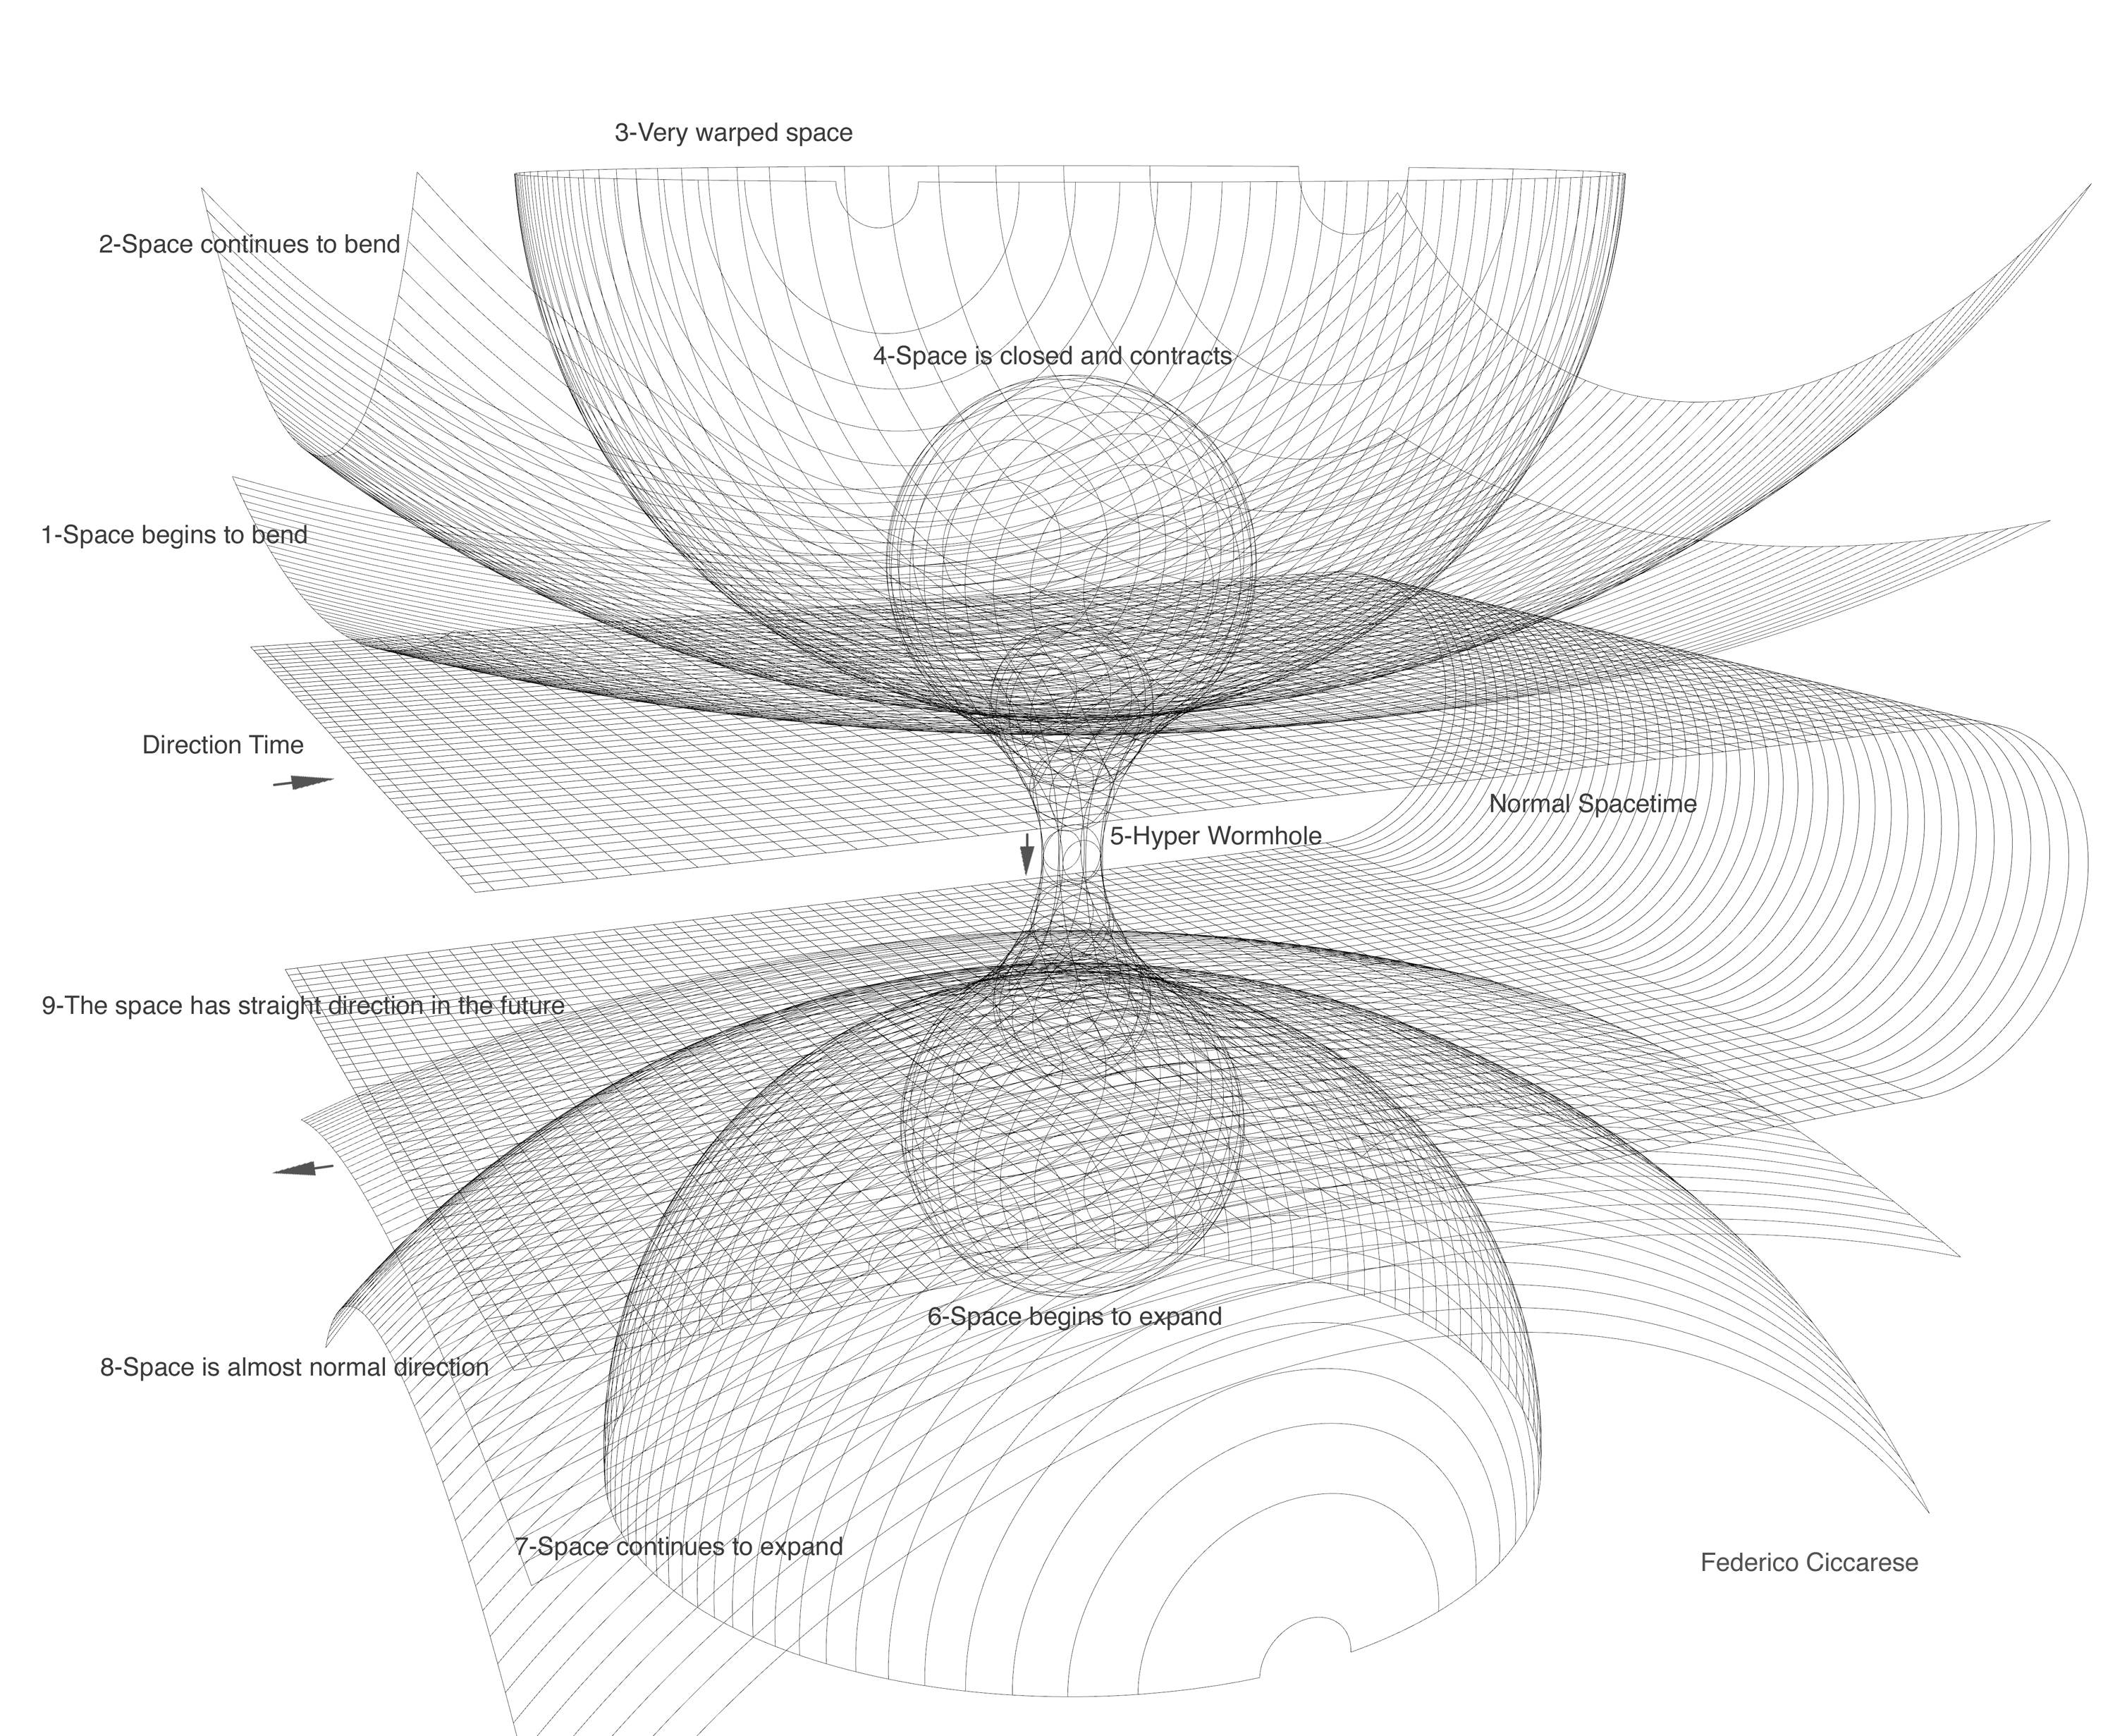 3-Very warped space
2-Space continues to bend
4-Space is closed and contracts
1-Space begins to bend
Direction Time
Normal Spacetime
5-Hyper Wormhole
9-The space has straight direction in the future
6-Space begins to expand
8-Space is almost normal direction
7-Space continues to expand
Federico Ciccarese